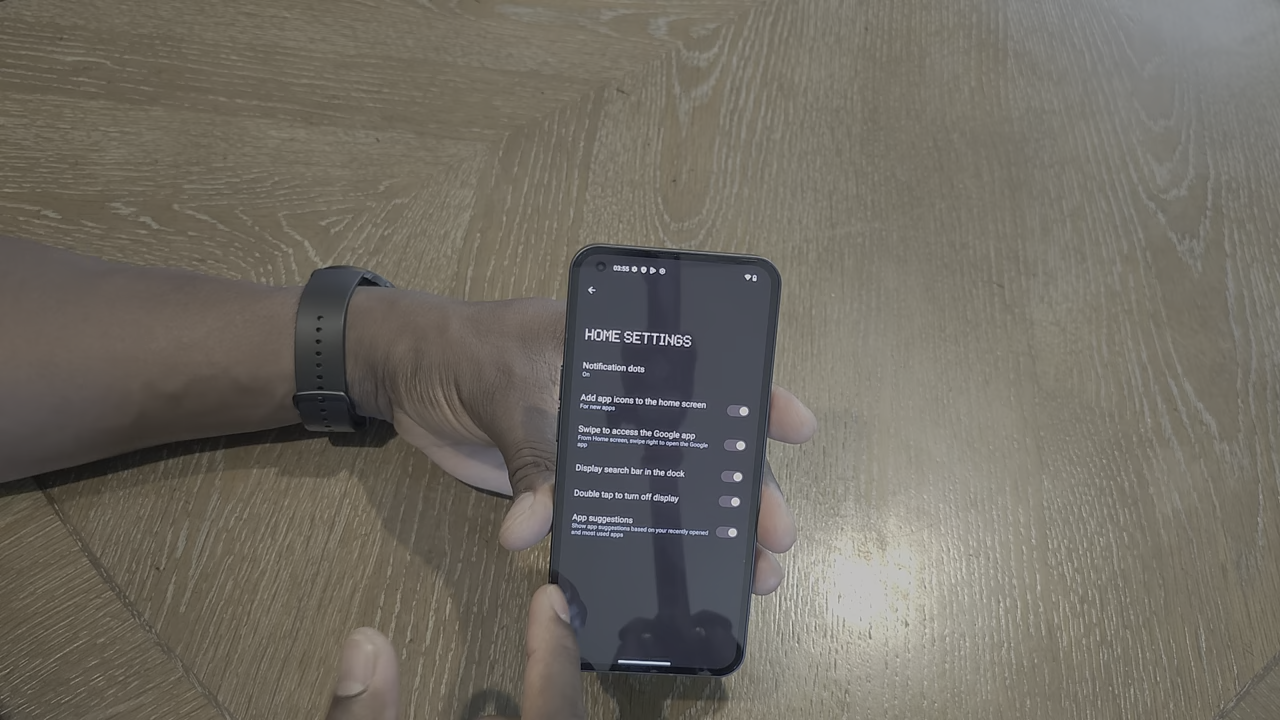 03:55
HOME SETTINGS
Notification dots
On
Add app icons to the home screen
For new apps
Swipe to access the Google app
From Home screen, swipe right to open the Google
app
Display search bar in the dock
Double tap to turn off display
App suggestions
Show app suggestions based on your recently opened
and most used apps